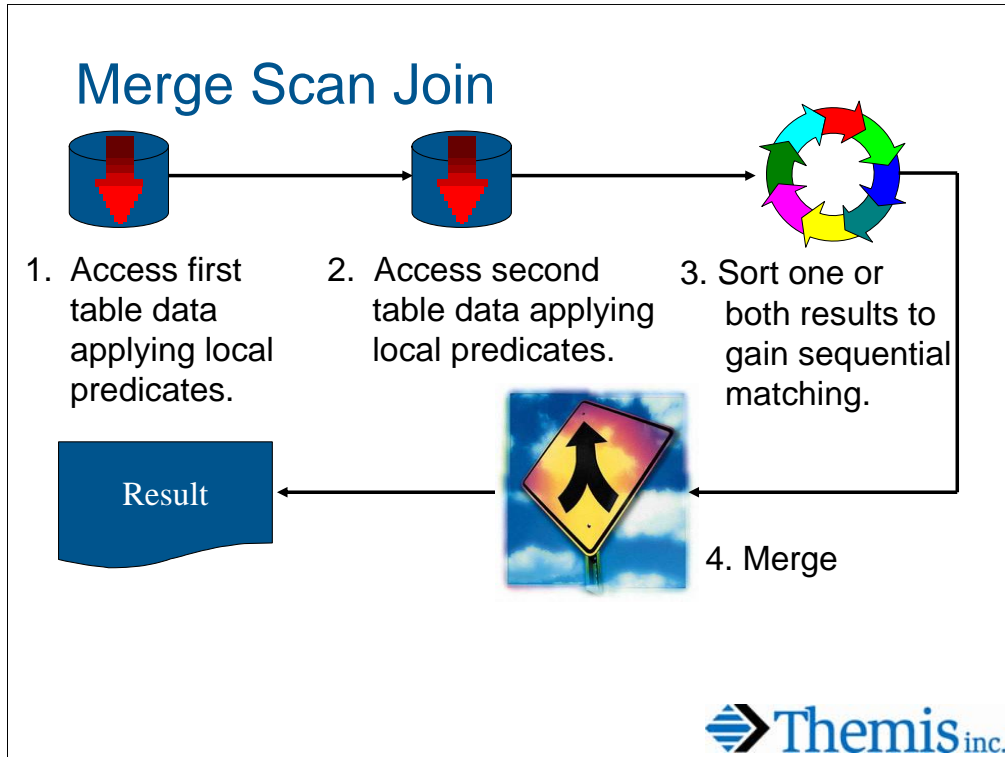 Merge Scan Join
1. Access first
table data
applying local
predicates.
2. Access second
table data applying
local predicates.
3. Sort one or
both results to
gain sequential
matching.
4. Merge
Result
Themis inc.